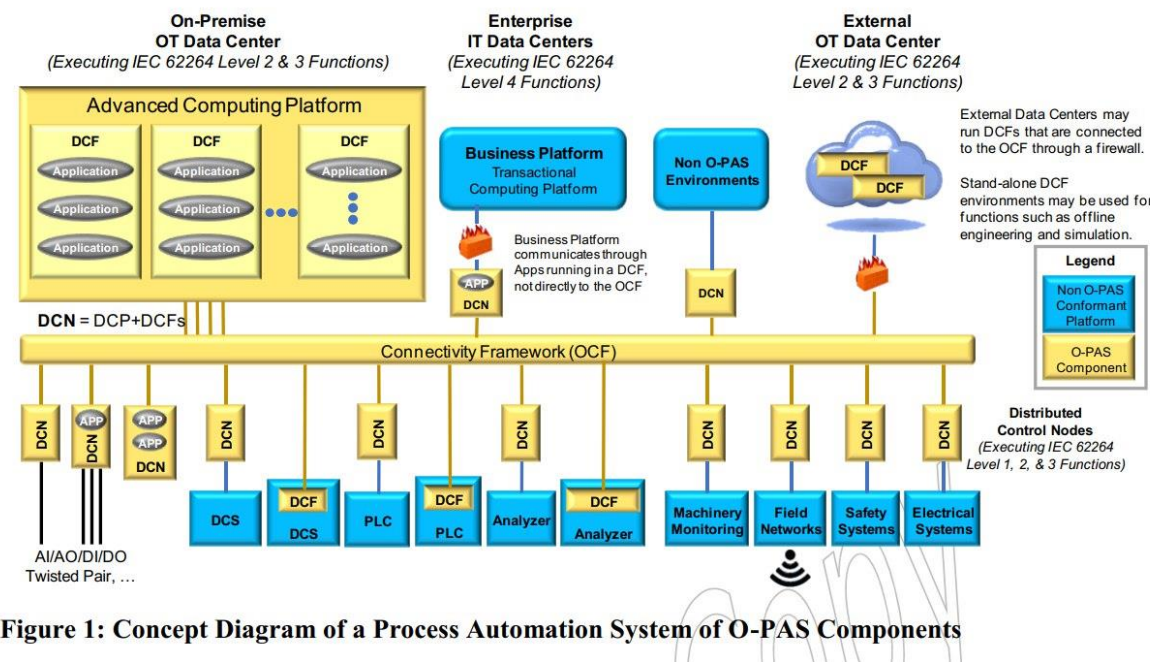 On-Premise
OT Data Center
(Executing IEC 62264 Level 2 & 3 Functions)
Enterprise
IT Data Centers
(Executing IEC 62264
Level 4 Functions)
External
OT Data Center
(Executing IEC 62264
Level 2 & 3 Functions)
Advanced Computing Platform
DCF
Application
Application
Application
DCF
Application
Application
Application
DCF
Application
Application
Business Platform
Transactional
Computing Platform
Non O-PAS
Environments
DCF
DCF
External Data Centers may
run DCFs that are connected
to the OCF through a firewall.
Stand-alone DCF
environments may be used for
functions such as offline
engineering and simulation.
Business Platform
communicates through
Apps running in a DCF,
not directly to the OCF
APP
DCN
DCN
Legend
Non O-PAS
Conformant
Platform
O-PAS
Component
DCN = DCP+DCFs
Connectivity Framework (OCF)
DCN
APP
DCN
APP
APP
DCN
DCN
DCN
DCN
DCN
DCN
DCN
DCN
Distributed
Control Nodes
(Executing IEC 62264
Level 1, 2, & 3 Functions)
DCS
DCF
DCS
PLC
DCF
PLC
Analyzer
DCF
Analyzer
Machinery
Monitoring
Field
Networks
Safety
Systems
Electrical
Systems
AI/AO/DI/DO
Twisted Pair, …
copy
Figure 1: Concept Diagram of a Process Automation System of O-PAS Components